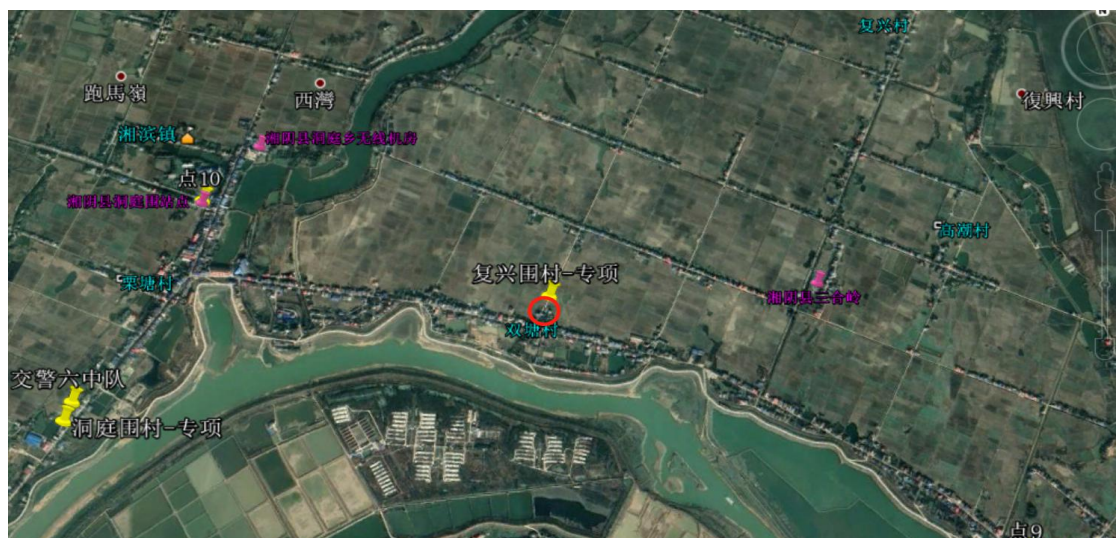 N
复兴村
跑馬嶺
西灣
復興村
湘滨镇
湘阴县洞庭乡无线机房
点10
湘阴县洞庭围站点
高潮村
栗塘村
复兴围村-专项
湘阴县三合岭
双塘村
交警六中队
洞庭围村-专项
点9